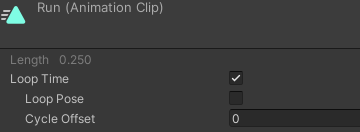 Run (Animation Clip)
Length 0.250
Loop Time
Loop Pose
Cycle Offset 0